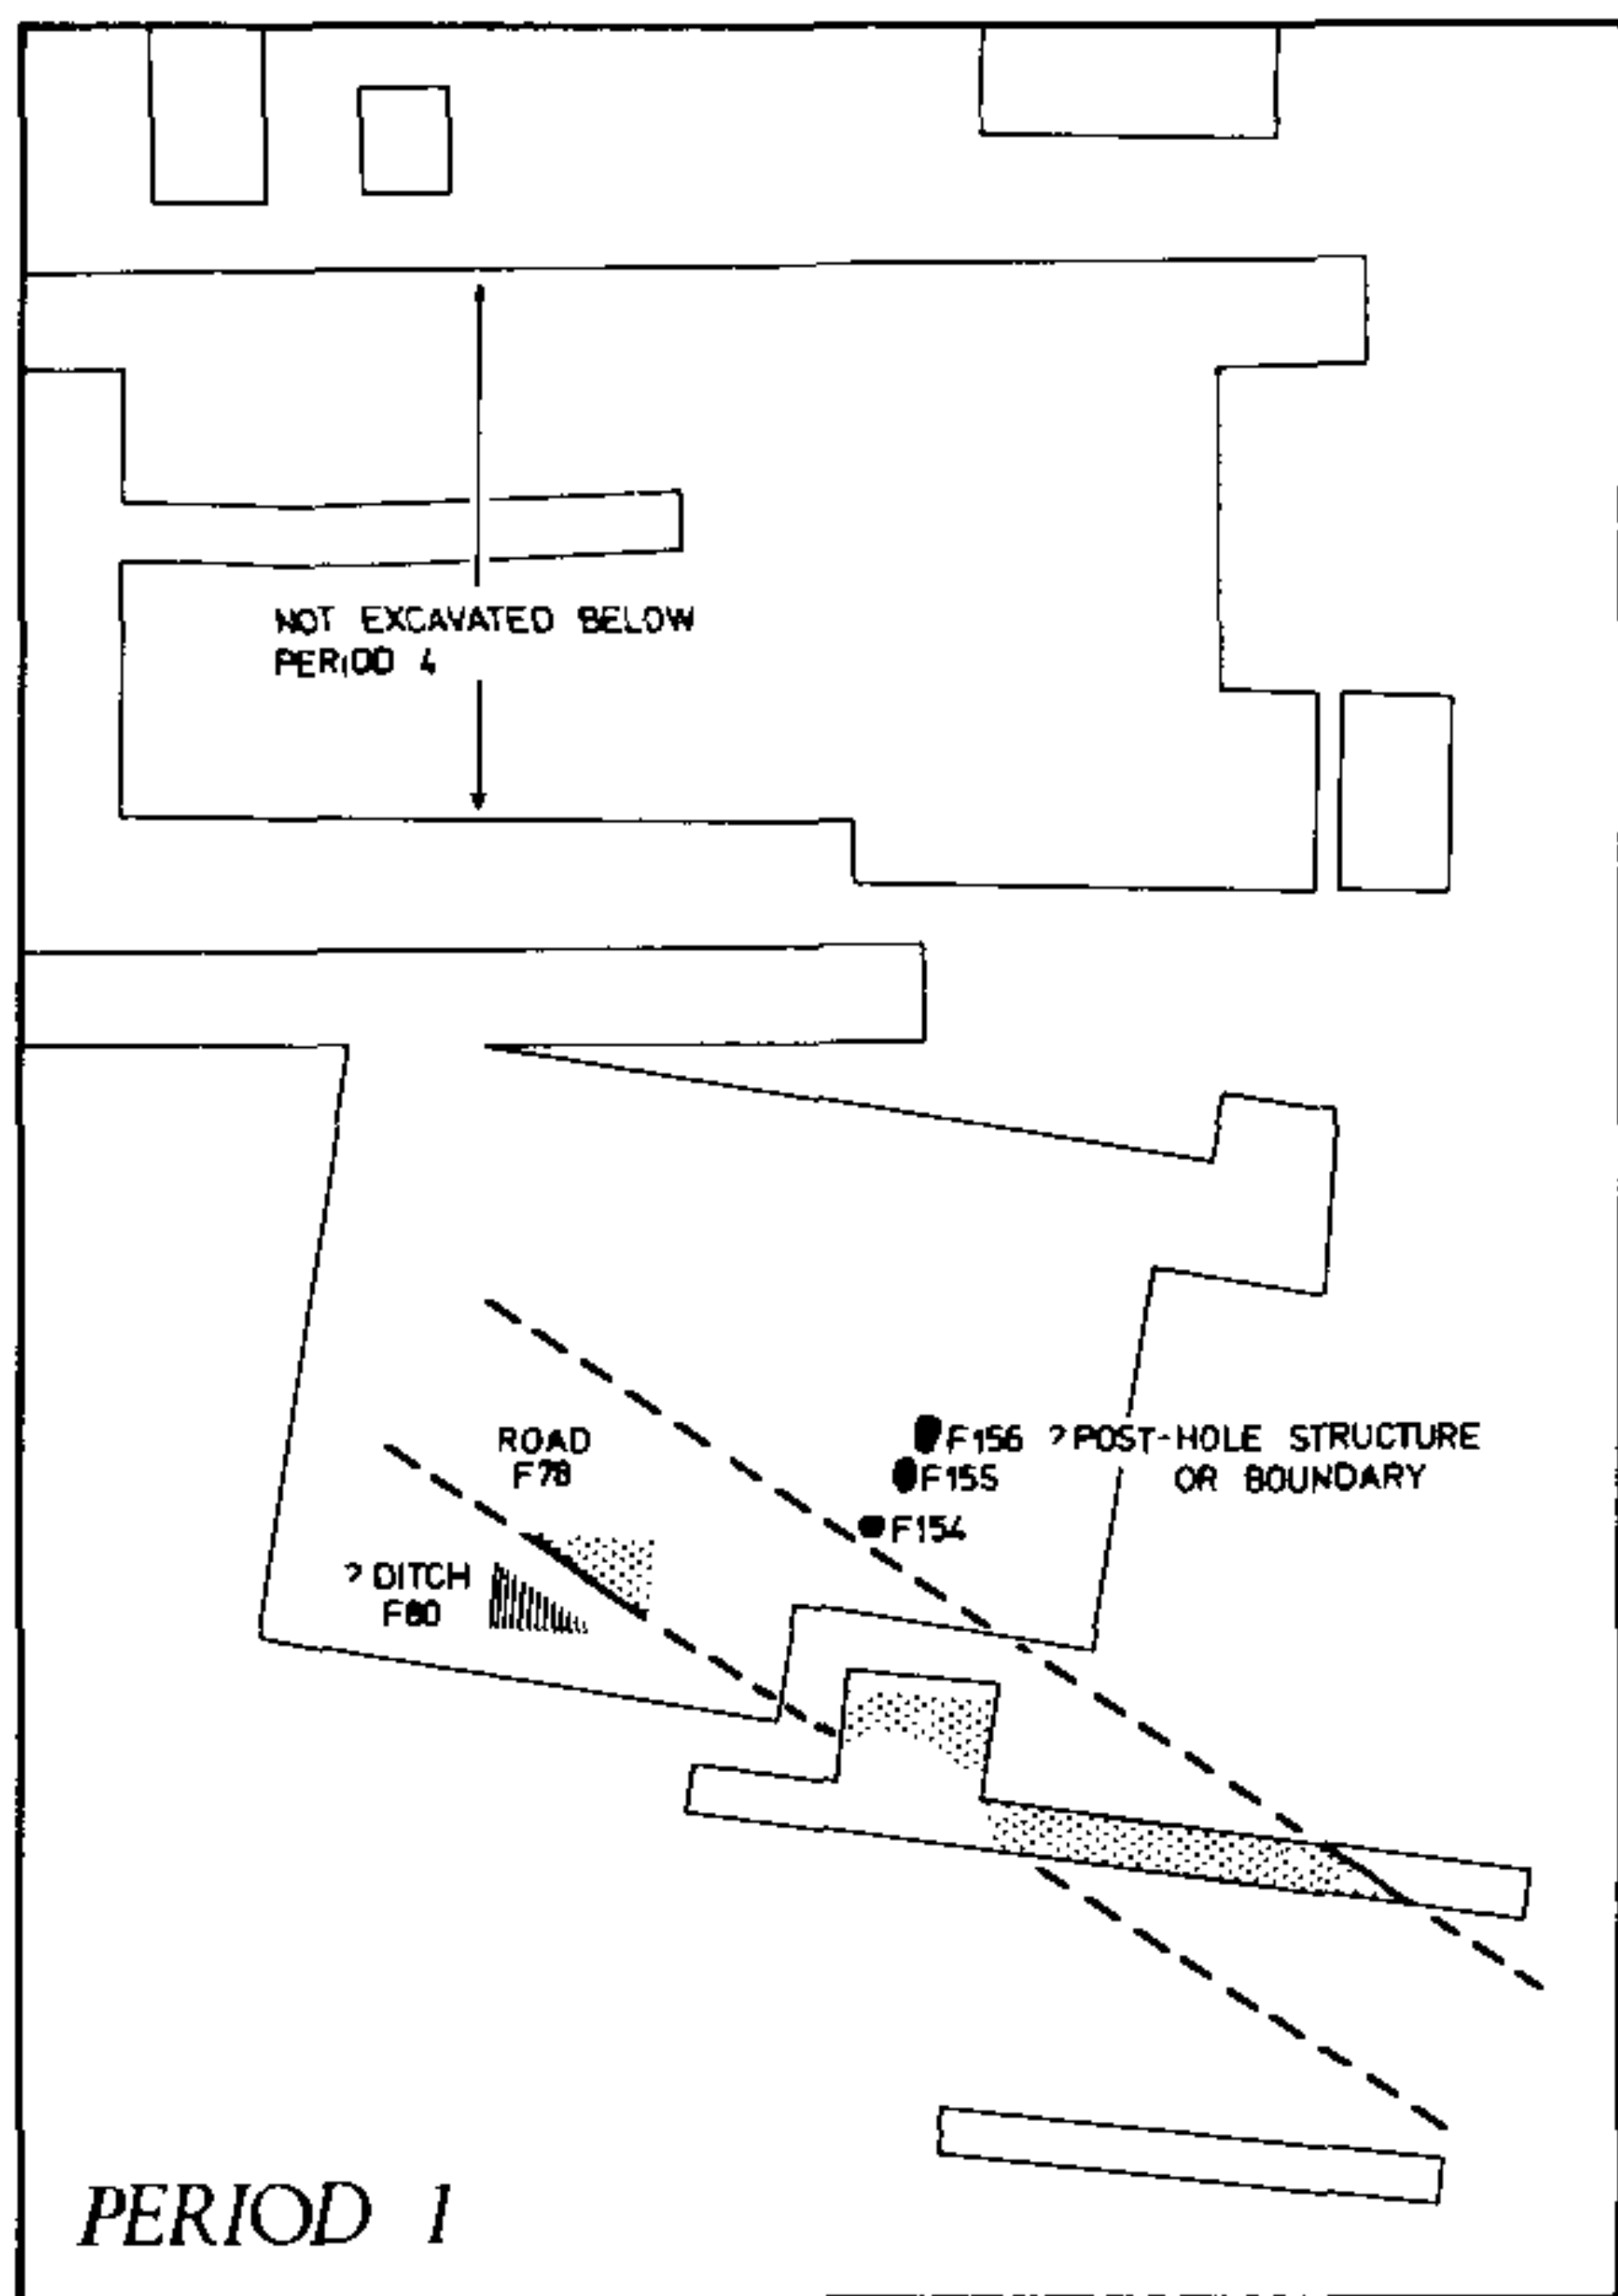 NOT EXCAVATED BELOW
PERIOD 4
ROAD
F78
F156 ? POST-HOLE STRUCTURE
F155 OR BOUNDARY
F154
? DITCH
F80
PERIOD 1